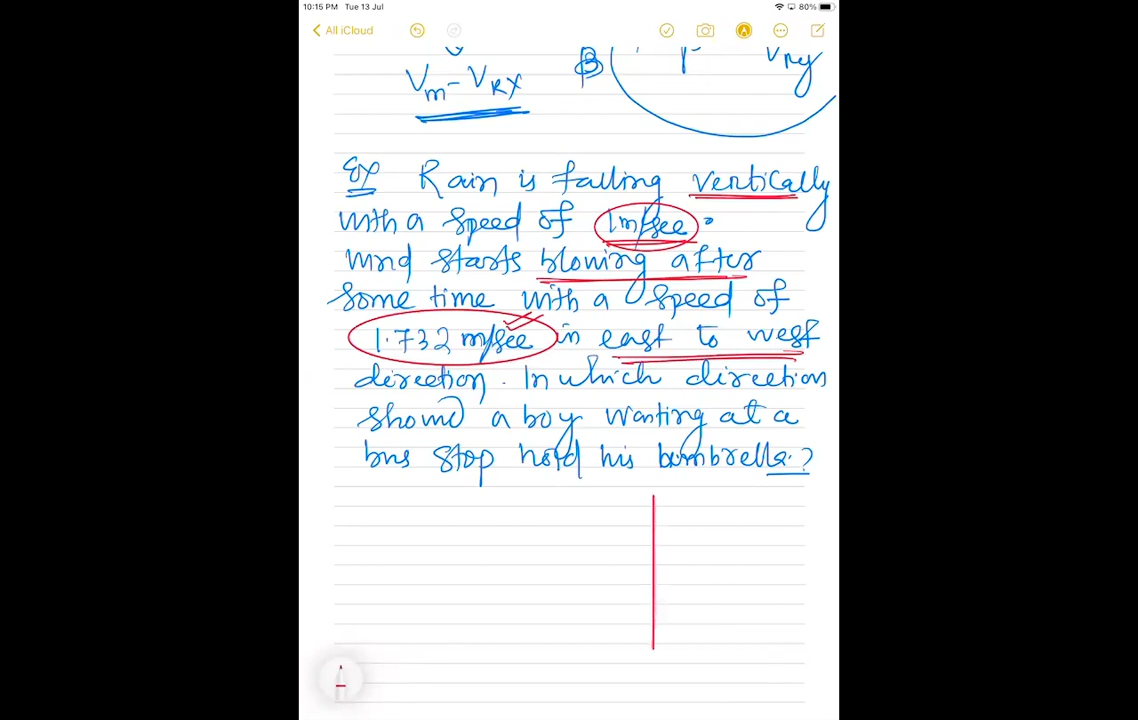 10:15 PM Tue 13 Jul 80%
All iCloud
Vm - VRX β VRy
Ex Rain is falling vertically
with a speed of 1m/sec.
wind starts blowing after
some time with a speed of
1.732 m/sec in east to west
direction. In which direction
should a boy waiting at a
bus stop hold his umbrella.?